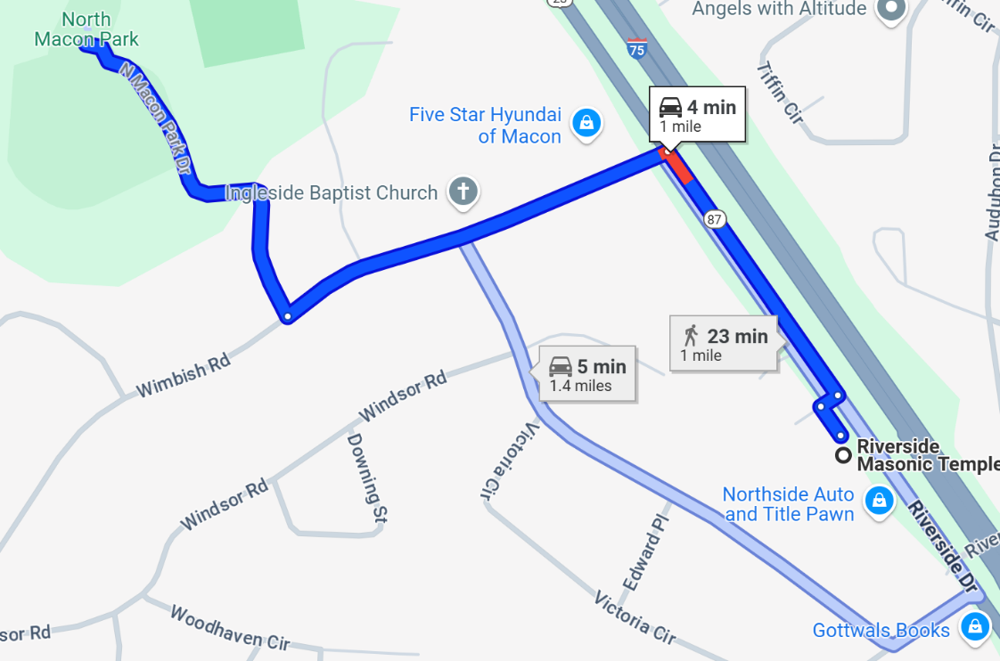 23
North
Macon Park
N Macon Park Dr
75
Angels with Altitude
Tiffin Cir
Five Star Hyundai
of Macon
4 min
1 mile
Ingleside Baptist Church
Audubon Dr
87
23 min
1 mile
5 min
1.4 miles
Wimbish Rd
Windsor Rd
Victoria Cir
Downing St
Riverside
Masonic Temple
Windsor Rd
Northside Auto
and Title Pawn
Riverside Dr
Edward Pl
Victoria Cir
Woodhaven Cir
sor Rd
Gottwals Books